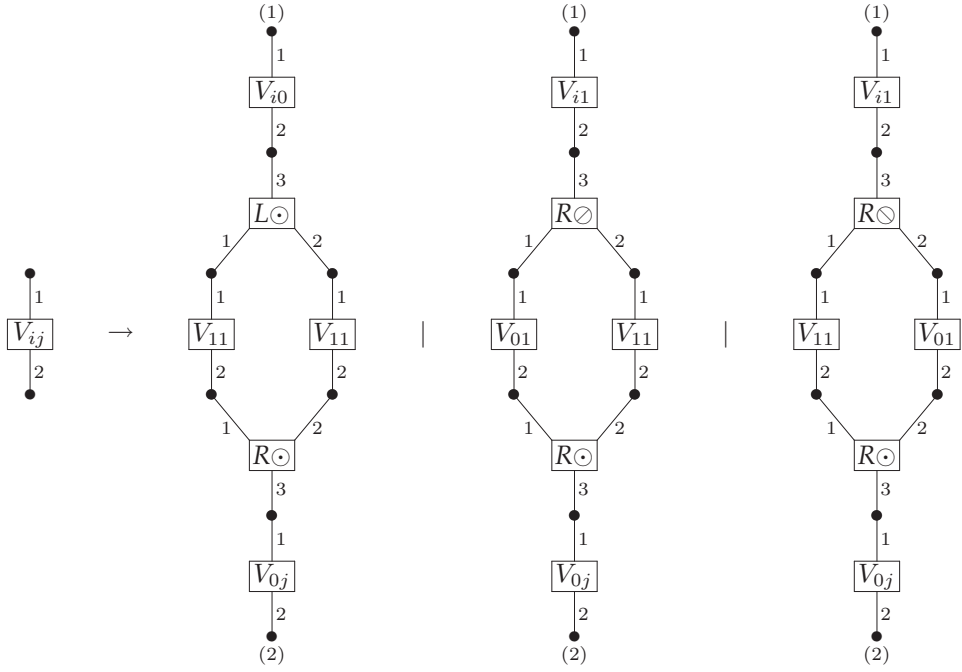 (1) (1) (1)
1 1 1
V_{i0} V_{i1} V_{i1}
2 2 2
3 3 3
L⊙ R⊘ R⦸
1 2 1 2 1 2
1 1 1 1 1 1 1
V_{ij} → V_{11} V_{11} | V_{01} V_{11} | V_{11} V_{01}
2 2 2 2 2 2 2
1 2 1 2 1 2
R⊙ R⊙ R⊙
3 3 3
1 1 1
V_{0j} V_{0j} V_{0j}
2 2 2
(2) (2) (2)